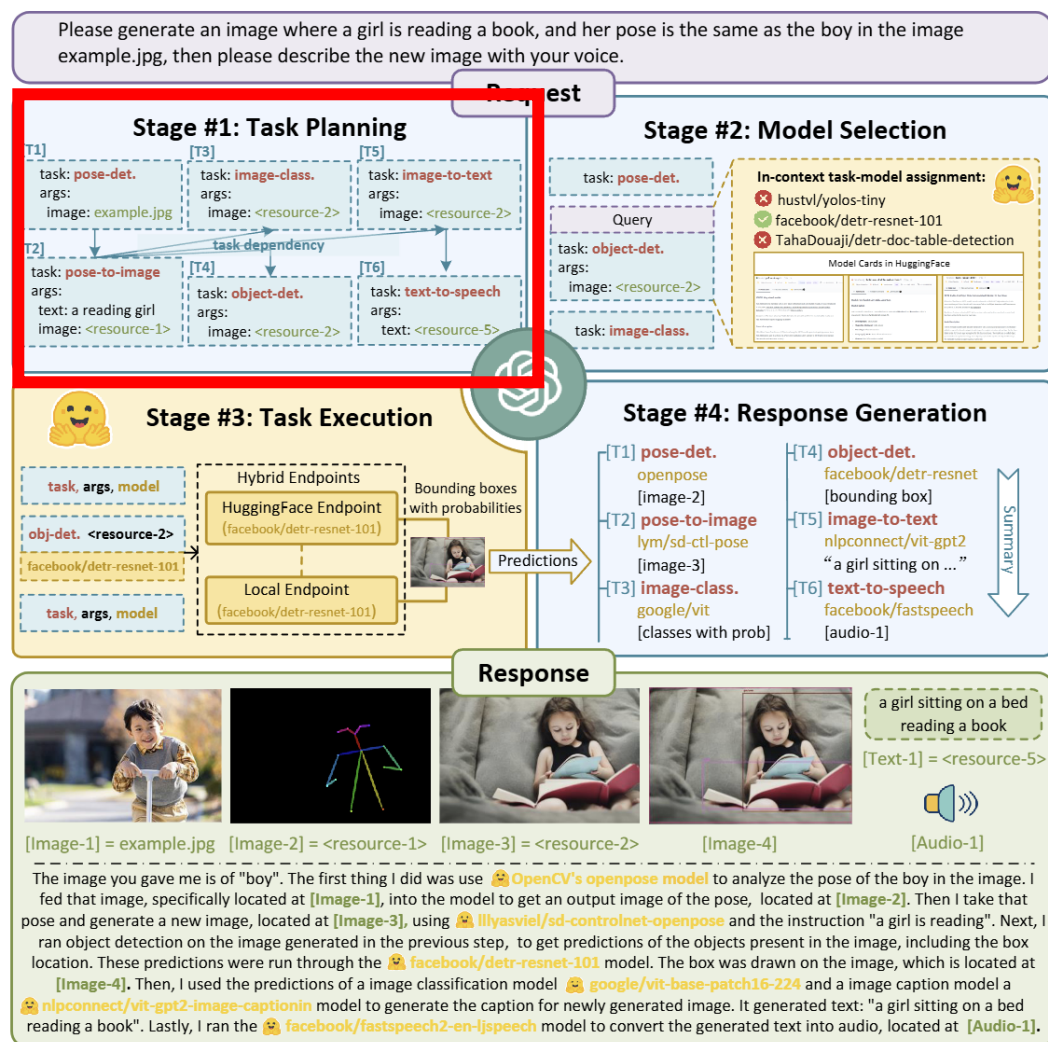 Please generate an image where a girl is reading a book, and her pose is the same as the boy in the image
example.jpg, then please describe the new image with your voice.
Request
Stage #1: Task Planning
[T1]
task: pose-det.
args:
image: example.jpg
[T3]
task: image-class.
args:
image: <resource-2>
[T5]
task: image-to-text
args:
image: <resource-2>
task dependency
[T2]
task: pose-to-image
args:
text: a reading girl
image: <resource-1>
[T4]
task: object-det.
args:
image: <resource-2>
[T6]
task: text-to-speech
args:
text: <resource-5>
Stage #2: Model Selection
task: pose-det.
Query
task: object-det.
args:
image: <resource-2>
task: image-class.
In-context task-model assignment:
hustvl/yolos-tiny
facebook/detr-resnet-101
TahaDouaji/detr-doc-table-detection
Model Cards in HuggingFace
Stage #3: Task Execution
task, args, model
obj-det. <resource-2>
facebook/detr-resnet-101
task, args, model
Hybrid Endpoints
HuggingFace Endpoint
(facebook/detr-resnet-101)
Local Endpoint
(facebook/detr-resnet-101)
Bounding boxes
with probabilities
Predictions
Stage #4: Response Generation
[T1] pose-det.
openpose
[image-2]
[T2] pose-to-image
lym/sd-ctl-pose
[image-3]
[T3] image-class.
google/vit
[classes with prob]
[T4] object-det.
facebook/detr-resnet
[bounding box]
[T5] image-to-text
nlpconnect/vit-gpt2
“a girl sitting on ...”
[T6] text-to-speech
facebook/fastspeech
[audio-1]
Summary
Response
a girl sitting on a bed
reading a book
[Text-1] = <resource-5>
[Image-1] = example.jpg
[Image-2] = <resource-1>
[Image-3] = <resource-2>
[Image-4]
[Audio-1]
The image you gave me is of "boy". The first thing I did was use OpenCV's openpose model to analyze the pose of the boy in the image. I
fed that image, specifically located at [Image-1], into the model to get an output image of the pose, located at [Image-2]. Then I take that
pose and generate a new image, located at [Image-3], using lllyasviel/sd-controlnet-openpose and the instruction "a girl is reading". Next, I
ran object detection on the image generated in the previous step, to get predictions of the objects present in the image, including the box
location. These predictions were run through the facebook/detr-resnet-101 model. The box was drawn on the image, which is located at
[Image-4]. Then, I used the predictions of a image classification model google/vit-base-patch16-224 and a image caption model a
nlpconnect/vit-gpt2-image-captionin model to generate the caption for newly generated image. It generated text: "a girl sitting on a bed
reading a book". Lastly, I ran the facebook/fastspeech2-en-ljspeech model to convert the generated text into audio, located at [Audio-1].